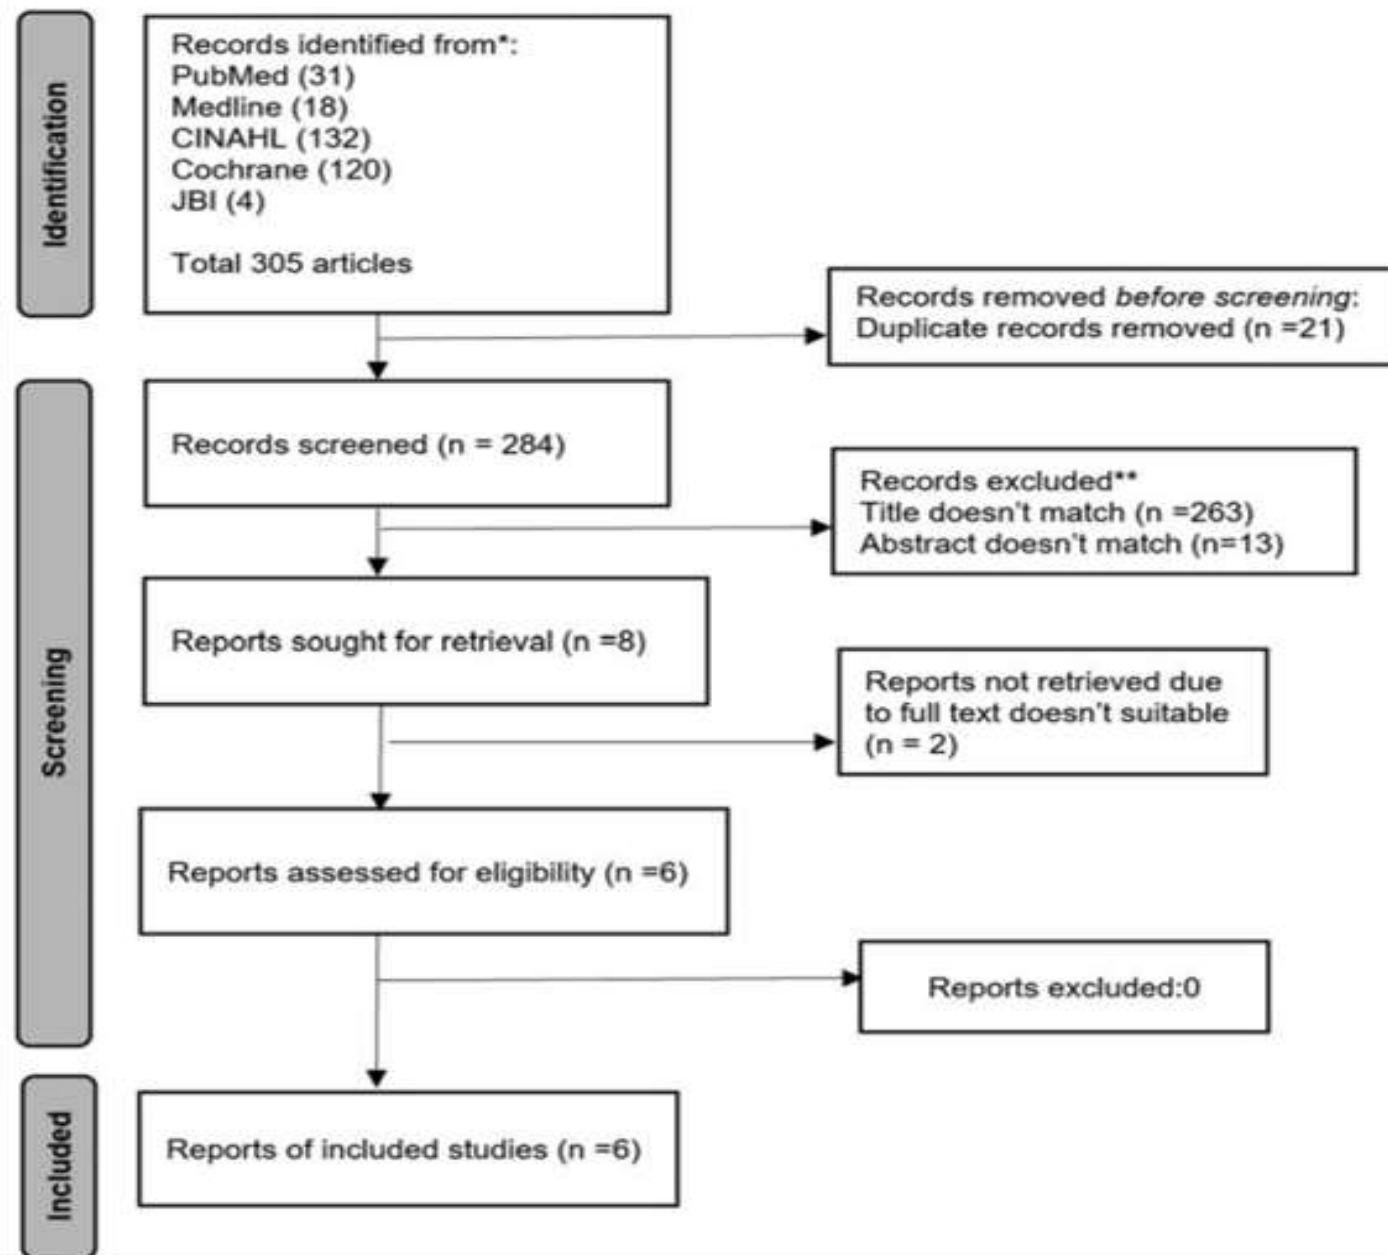 Identification
Records identified from*:
PubMed (31)
Medline (18)
CINAHL (132)
Cochrane (120)
JBI (4)
Total 305 articles
Records removed before screening:
Duplicate records removed (n =21)
Screening
Records screened (n = 284)
Records excluded**
Title doesn't match (n =263)
Abstract doesn't match (n=13)
Reports sought for retrieval (n =8)
Reports not retrieved due
to full text doesn't suitable
(n = 2)
Reports assessed for eligibility (n =6)
Reports excluded:0
Included
Reports of included studies (n =6)